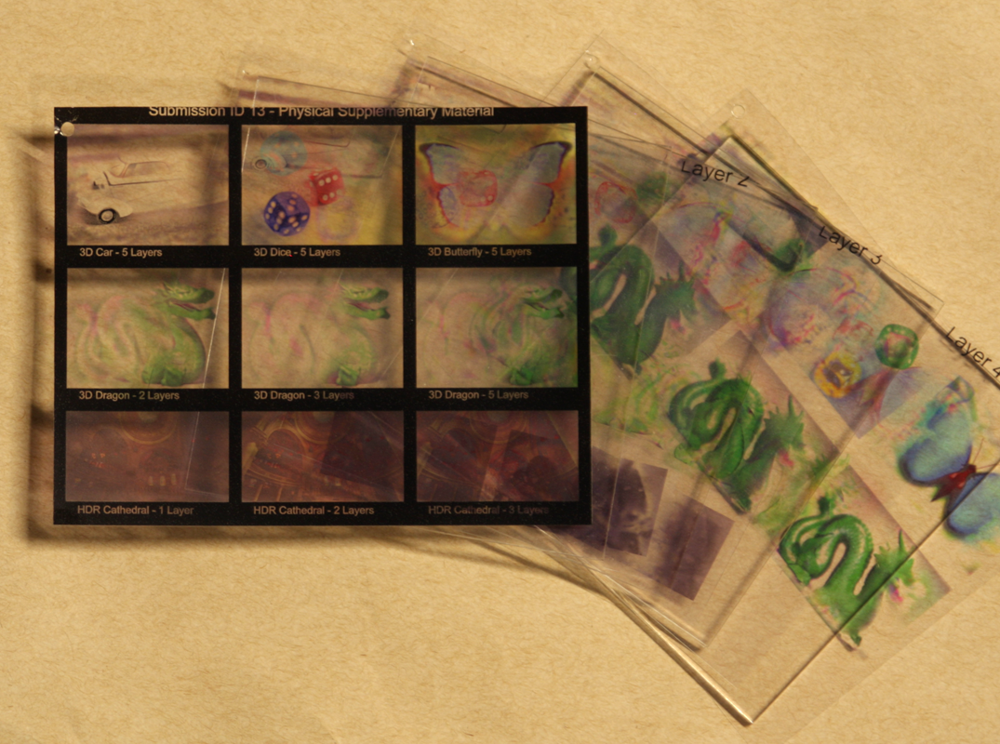 Submission ID 13 - Physical Supplementary Material
3D Car - 5 Layers
3D Dice - 5 Layers
3D Butterfly - 5 Layers
3D Dragon - 2 Layers
3D Dragon - 3 Layers
3D Dragon - 5 Layers
HDR Cathedral - 1 Layer
HDR Cathedral - 2 Layers
HDR Cathedral - 3 Layers
Layer 2
Layer 3
Layer 4